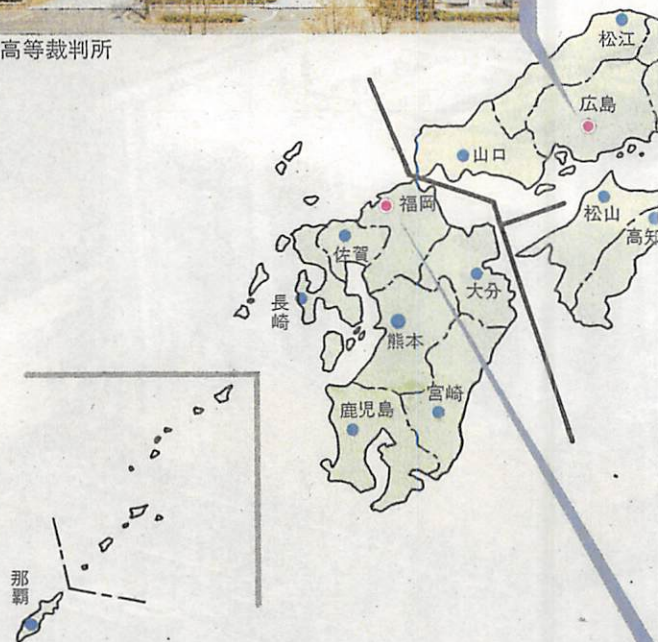 高等裁判所
松江
広島
山口
福岡
松山
高知
佐賀
大分
長崎
熊本
宮崎
鹿児島
那覇